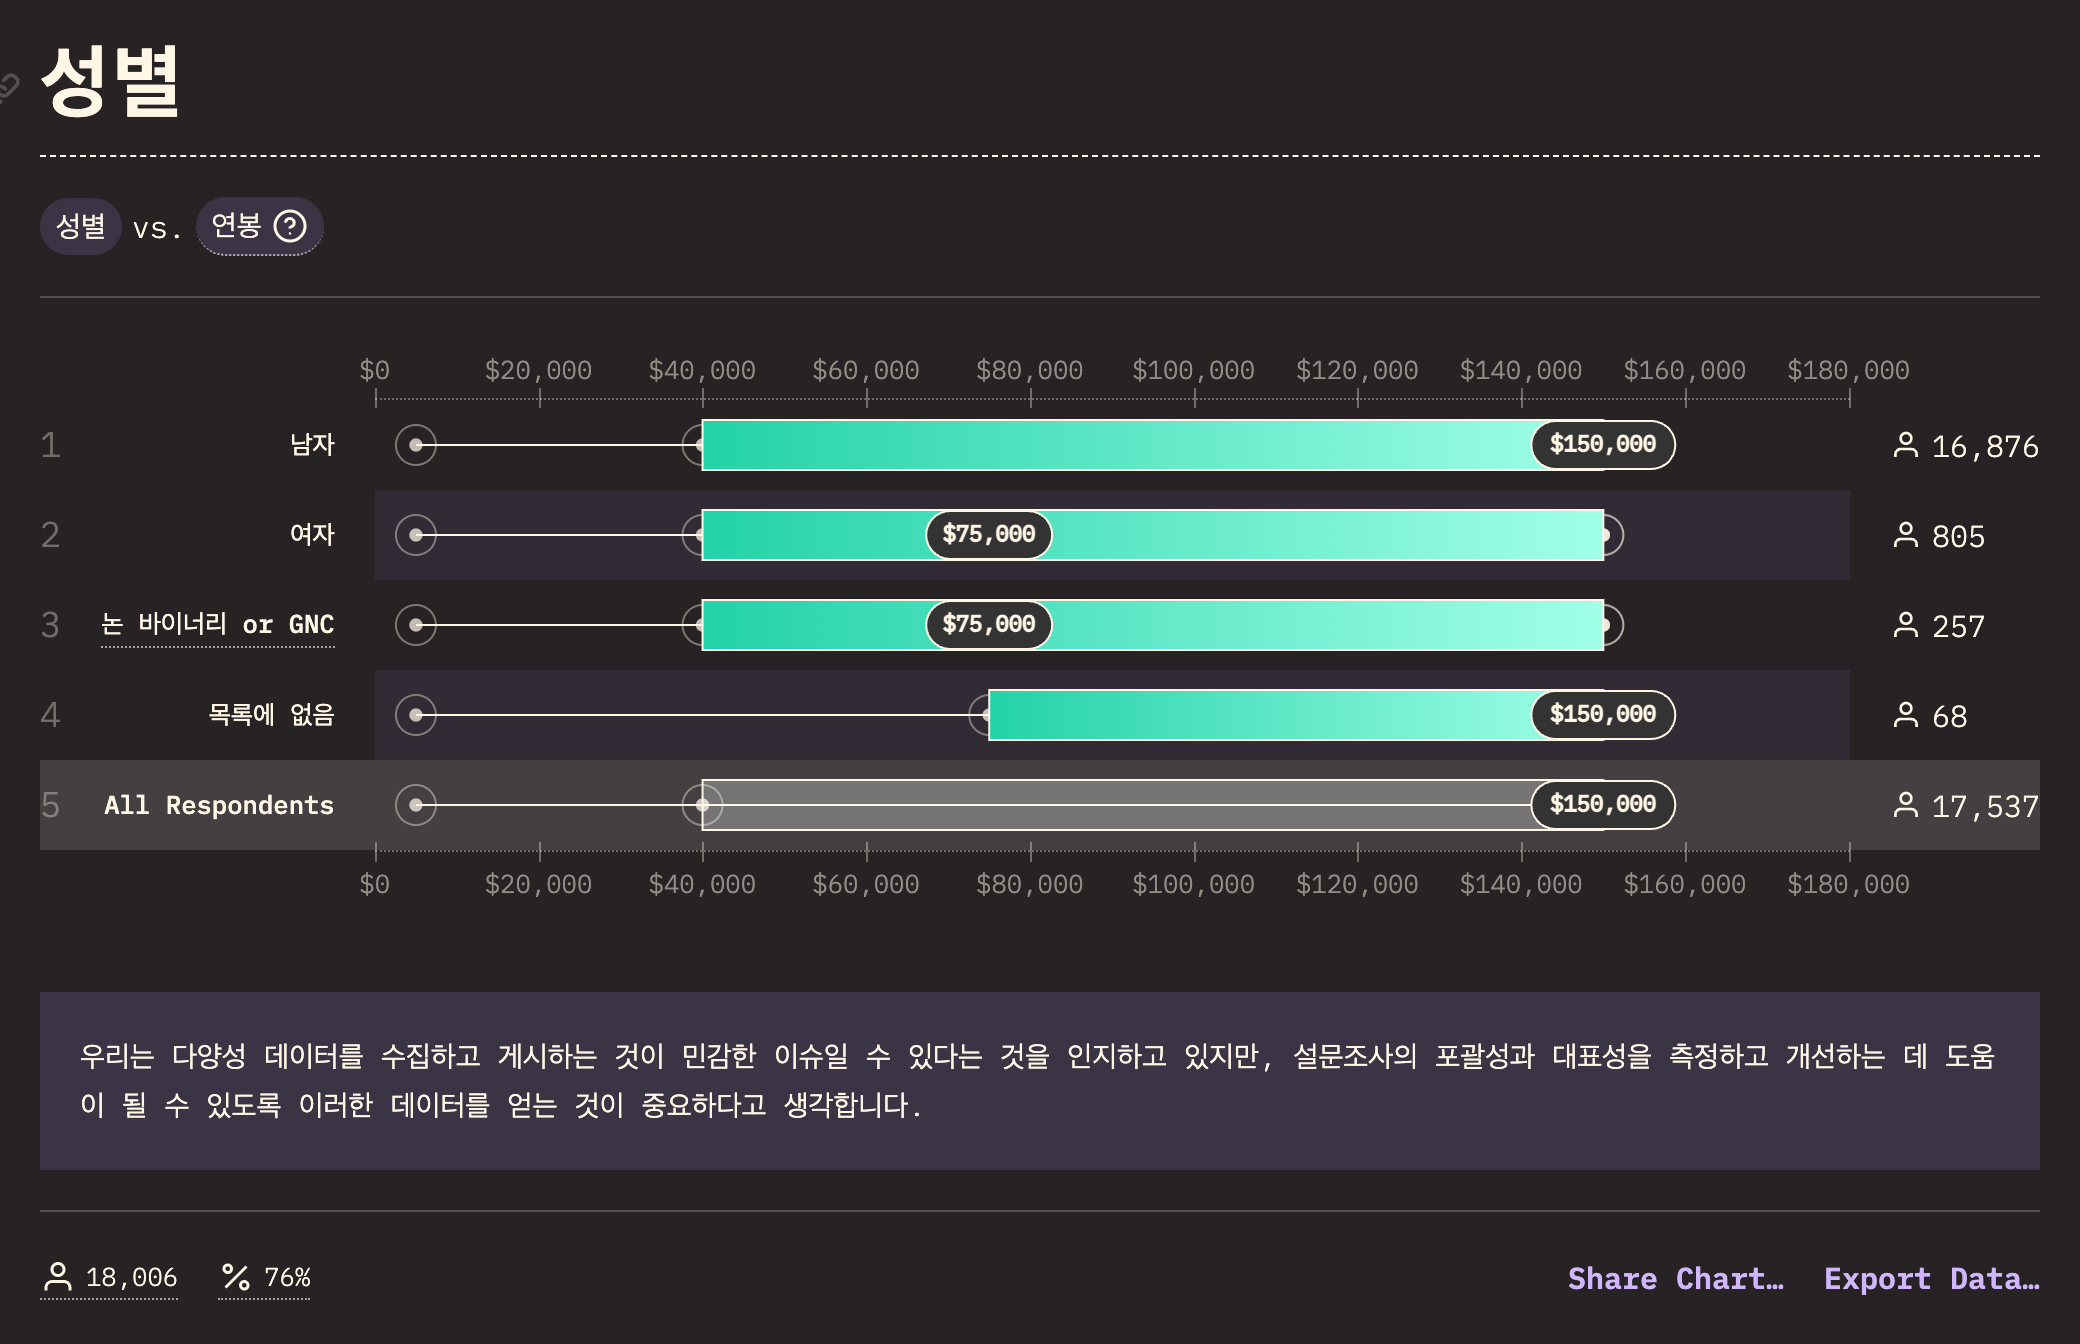 성별
성별 vs. 연봉
$0 $20,000 $40,000 $60,000 $80,000 $100,000 $120,000 $140,000 $160,000 $180,000
1 남자 $150,000 16,876
2 여자 $75,000 805
3 논 바이너리 or GNC $75,000 257
4 목록에 없음 $150,000 68
5 All Respondents $150,000 17,537
$0 $20,000 $40,000 $60,000 $80,000 $100,000 $120,000 $140,000 $160,000 $180,000
우리는 다양성 데이터를 수집하고 게시하는 것이 민감한 이슈일 수 있다는 것을 인지하고 있지만, 설문조사의 포괄성과 대표성을 측정하고 개선하는 데 도움
이 될 수 있도록 이러한 데이터를 얻는 것이 중요하다고 생각합니다.
18,006 76% Share Chart… Export Data…